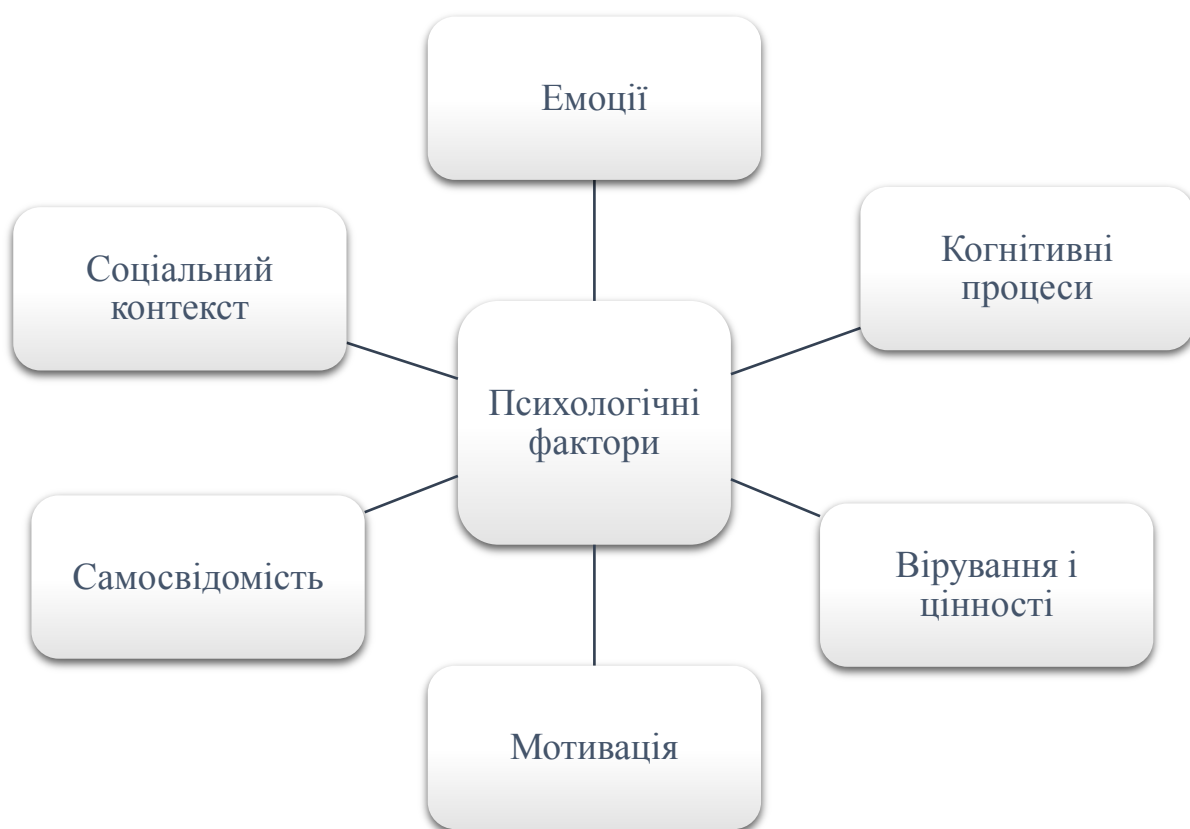 Емоції
Соціальний
контекст
Когнітивні
процеси
Психологічні
фактори
Самосвідомість
Вірування і
цінності
Мотивація